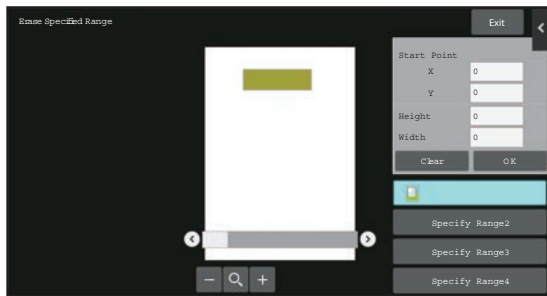 Erase Specified Range
Exit
Start Point
X 0
Y 0
Height 0
Width 0
Clear OK
Specify Range2
Specify Range3
Specify Range4